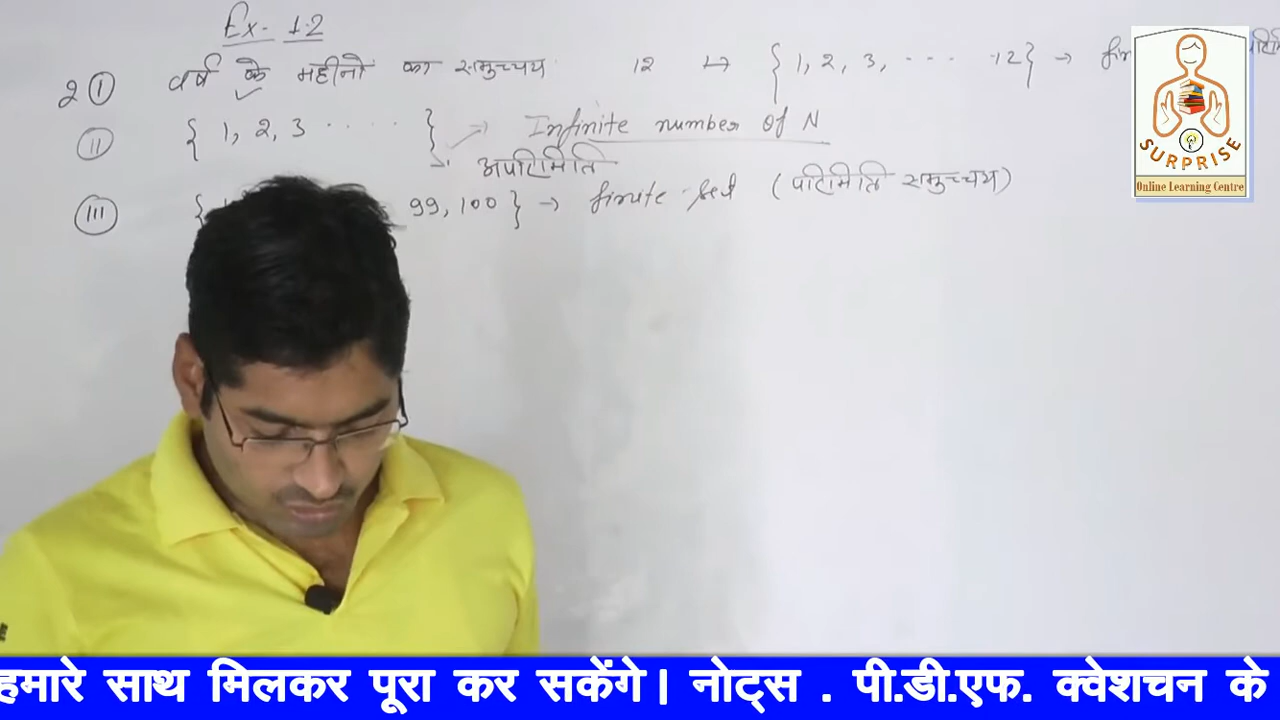 Ex- 1.2
2 (I) वर्ष के महीनो का समुच्चय 12 ↦ { 1, 2, 3, ..... 12} →
(II) { 1, 2, 3 ..... } → Infinite number of N
अपरिमिति
(III) { 99, 100 } → finite set (परिमिति समुच्चय)
SURPRISE
Online Learning Centre
हमारे साथ मिलकर पूरा कर सकेंगे| नोट्स . पी.डी.एफ. क्वेशचन के